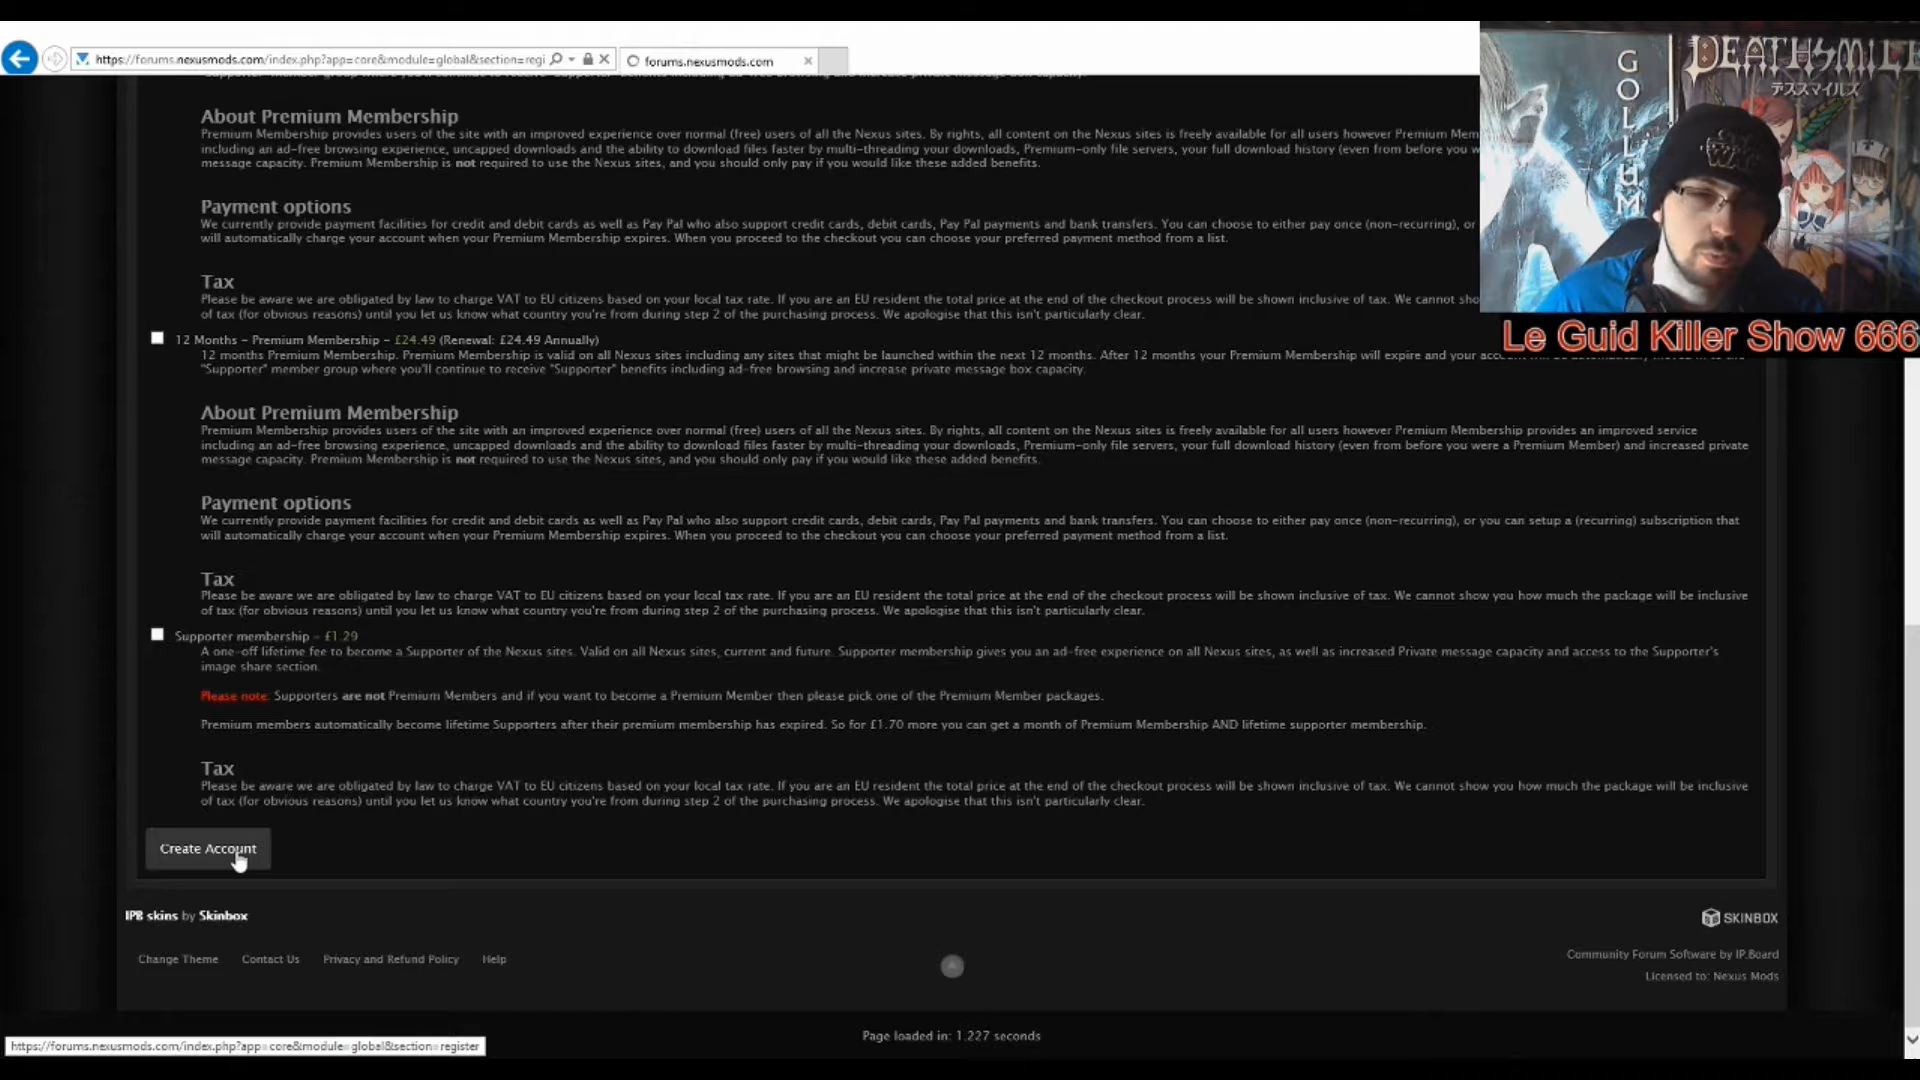 https://forums.nexusmods.com/index.php?app=core&module=global&section=regi
forums.nexusmods.com
About Premium Membership
Premium Membership provides users of the site with an improved experience over normal (free) users of all the Nexus sites. By rights, all content on the Nexus sites is freely available for all users however Premium Mem
including an ad-free browsing experience, uncapped downloads and the ability to download files faster by multi-threading your downloads, Premium-only file servers, your full download history (even from before you w
message capacity. Premium Membership is not required to use the Nexus sites, and you should only pay if you would like these added benefits.
Payment options
We currently provide payment facilities for credit and debit cards as well as Pay Pal who also support credit cards, debit cards, Pay Pal payments and bank transfers. You can choose to either pay once (non-recurring), or
will automatically charge your account when your Premium Membership expires. When you proceed to the checkout you can choose your preferred payment method from a list.
Tax
Please be aware we are obligated by law to charge VAT to EU citizens based on your local tax rate. If you are an EU resident the total price at the end of the checkout process will be shown inclusive of tax. We cannot sho
of tax (for obvious reasons) until you let us know what country you're from during step 2 of the purchasing process. We apologise that this isn't particularly clear.
12 Months - Premium Membership - £24.49 (Renewal: £24.49 Annually)
12 months Premium Membership. Premium Membership is valid on all Nexus sites including any sites that might be launched within the next 12 months. After 12 months your Premium Membership will expire and your
"Supporter" member group where you'll continue to receive "Supporter" benefits including ad-free browsing and increase private message box capacity.
About Premium Membership
Premium Membership provides users of the site with an improved experience over normal (free) users of all the Nexus sites. By rights, all content on the Nexus sites is freely available for all users however Premium Membership provides an improved service
including an ad-free browsing experience, uncapped downloads and the ability to download files faster by multi-threading your downloads, Premium-only file servers, your full download history (even from before you were a Premium Member) and increased private
message capacity. Premium Membership is not required to use the Nexus sites, and you should only pay if you would like these added benefits.
Payment options
We currently provide payment facilities for credit and debit cards as well as Pay Pal who also support credit cards, debit cards, Pay Pal payments and bank transfers. You can choose to either pay once (non-recurring), or you can setup a (recurring) subscription that
will automatically charge your account when your Premium Membership expires. When you proceed to the checkout you can choose your preferred payment method from a list.
Tax
Please be aware we are obligated by law to charge VAT to EU citizens based on your local tax rate. If you are an EU resident the total price at the end of the checkout process will be shown inclusive of tax. We cannot show you how much the package will be inclusive
of tax (for obvious reasons) until you let us know what country you're from during step 2 of the purchasing process. We apologise that this isn't particularly clear.
Supporter membership - £1.29
A one-off lifetime fee to become a Supporter of the Nexus sites. Valid on all Nexus sites, current and future. Supporter membership gives you an ad-free experience on all Nexus sites, as well as increased Private message capacity and access to the Supporter's
image share section.
Please note: Supporters are not Premium Members and if you want to become a Premium Member then please pick one of the Premium Member packages.
Premium members automatically become lifetime Supporters after their premium membership has expired. So for £1.70 more you can get a month of Premium Membership AND lifetime supporter membership.
Tax
Please be aware we are obligated by law to charge VAT to EU citizens based on your local tax rate. If you are an EU resident the total price at the end of the checkout process will be shown inclusive of tax. We cannot show you how much the package will be inclusive
of tax (for obvious reasons) until you let us know what country you're from during step 2 of the purchasing process. We apologise that this isn't particularly clear.
Create Account
IPB skins by Skinbox
SKINBOX
Change Theme Contact Us Privacy and Refund Policy Help
Community Forum Software by IP.Board
Licensed to: Nexus Mods
Page loaded in: 1.227 seconds
https://forums.nexusmods.com/index.php?app=core&module=global&section=register
GOLLUM
DEATHSMILE
デススマイルズ
Le Guid Killer Show 666